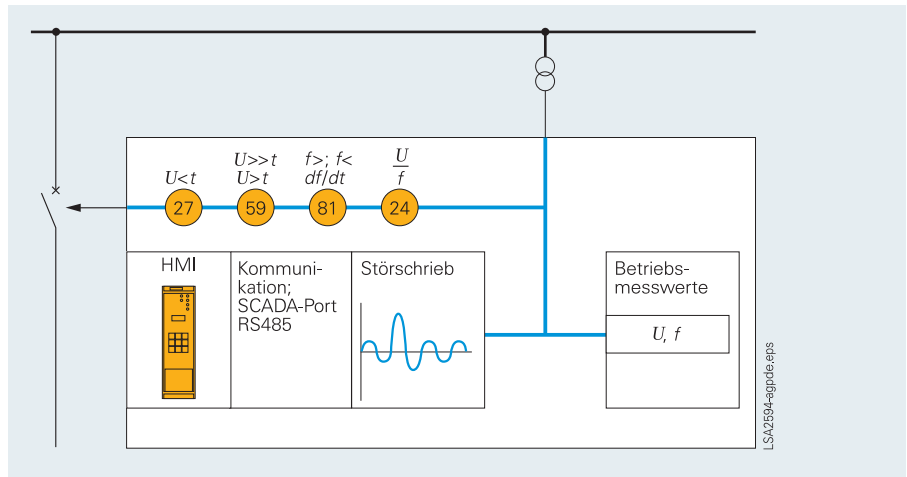 U<t
U>>t
U>t
f>; f<
df/dt
U
f
27
59
81
24
HMI
Kommuni-
kation;
SCADA-Port
RS485
Störschrieb
Betriebs-
messwerte
U, f
LSA2594-agpde.eps